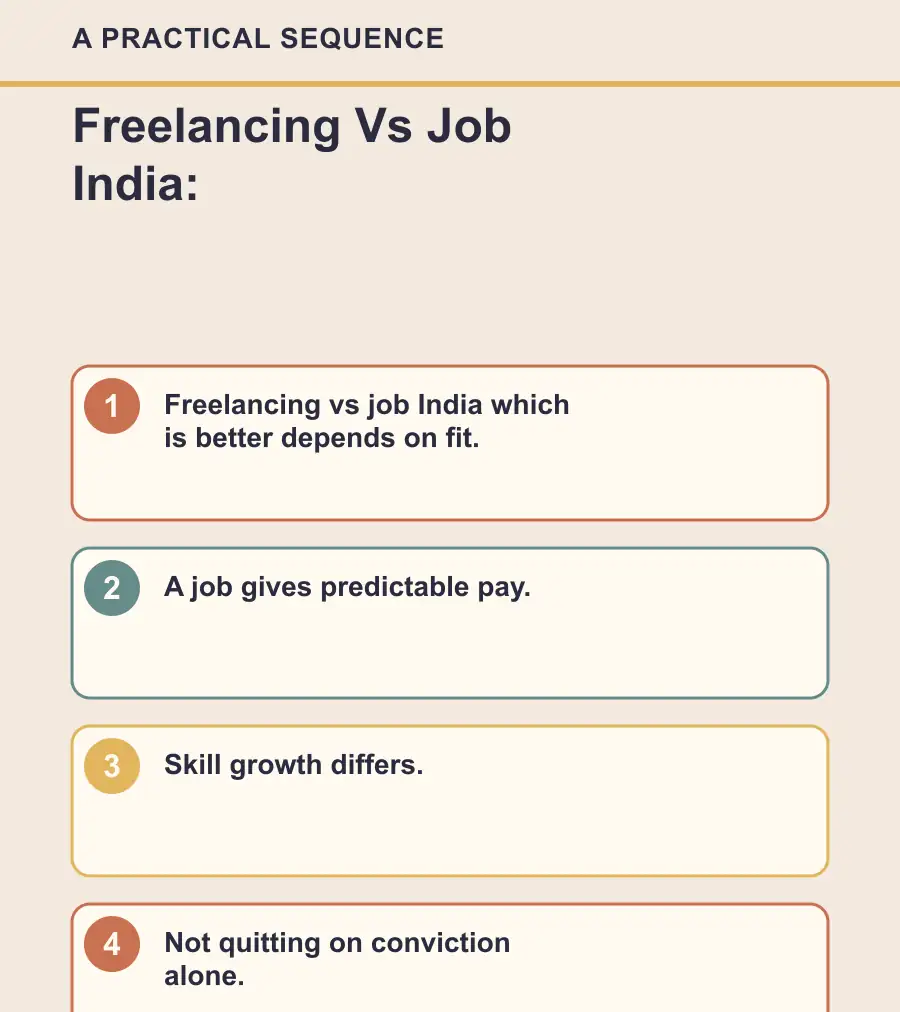 A PRACTICAL SEQUENCE
Freelancing Vs Job
India:
1
Freelancing vs job India which
is better depends on fit.
2
A job gives predictable pay.
3
Skill growth differs.
4
Not quitting on conviction
alone.